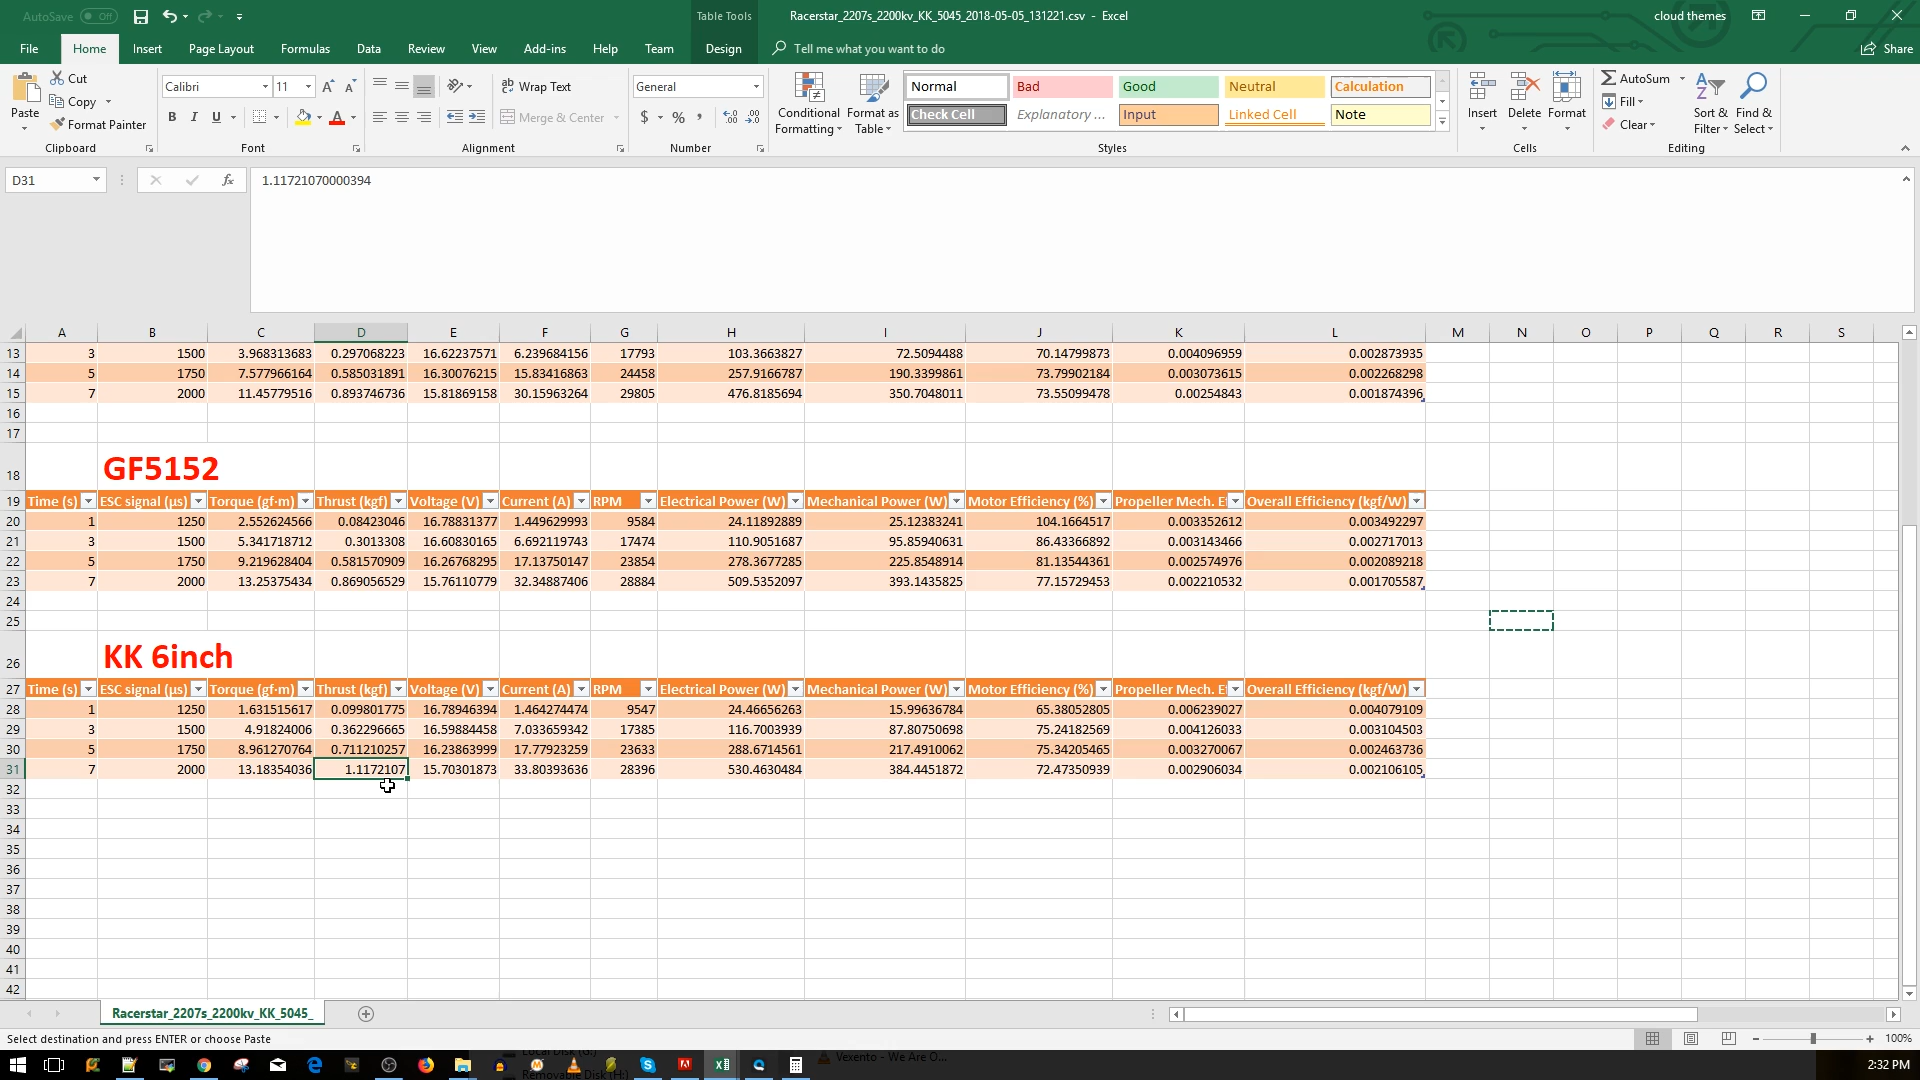 AutoSave Off
Table Tools
Racerstar_2207s_2200kv_KK_5045_2018-05-05_131221.csv - Excel
cloud themes
File Home Insert Page Layout Formulas Data Review View Add-ins Help Team Design Tell me what you want to do Share
Paste Cut
Copy
Format Painter
Clipboard
Calibri 11
B I U
Font
Wrap Text
Merge & Center
Alignment
General
$ % ,
Number
Conditional Formatting
Format as Table
Normal Bad Good Neutral Calculation
Check Cell Explanatory ... Input Linked Cell Note
Styles
Insert Delete Format
Cells
AutoSum
Fill
Clear
Sort & Filter
Find & Select
Editing
D31 fx 1.11721070000394
A B C D E F G H I J K L M N O P Q R S
13 3 1500 3.968313683 0.297068223 16.62237571 6.239684156 17793 103.3663827 72.5094488 70.14799873 0.004096959 0.002873935
14 5 1750 7.577966164 0.585031891 16.30076215 15.83416863 24458 257.9166787 190.3399861 73.79902184 0.003073615 0.002268298
15 7 2000 11.45779516 0.893746736 15.81869158 30.15963264 29805 476.8185694 350.7048011 73.55099478 0.00254843 0.001874396
16
17
18 GF5152
19 Time (s) ESC signal (µs) Torque (gf·m) Thrust (kgf) Voltage (V) Current (A) RPM Electrical Power (W) Mechanical Power (W) Motor Efficiency (%) Propeller Mech. Ef Overall Efficiency (kgf/W)
20 1 1250 2.552624566 0.08423046 16.78831377 1.449629993 9584 24.11892889 25.12383241 104.1664517 0.003352612 0.003492297
21 3 1500 5.341718712 0.3013308 16.60830165 6.692119743 17474 110.9051687 95.85940631 86.43366892 0.003143466 0.002717013
22 5 1750 9.219628404 0.581570909 16.26768295 17.13750147 23854 278.3677285 225.8548914 81.13544361 0.002574976 0.002089218
23 7 2000 13.25375434 0.869056529 15.76110779 32.34887406 28884 509.5352097 393.1435825 77.15729453 0.002210532 0.001705587
24
25
26 KK 6inch
27 Time (s) ESC signal (µs) Torque (gf·m) Thrust (kgf) Voltage (V) Current (A) RPM Electrical Power (W) Mechanical Power (W) Motor Efficiency (%) Propeller Mech. Ef Overall Efficiency (kgf/W)
28 1 1250 1.631515617 0.099801775 16.78946394 1.464274474 9547 24.46656263 15.99636784 65.38052805 0.006239027 0.004079109
29 3 1500 4.91824006 0.362296665 16.59884458 7.033659342 17385 116.7003939 87.80750698 75.24182569 0.004126033 0.003104503
30 5 1750 8.961270764 0.711210257 16.23863999 17.77923259 23633 288.6714561 217.4910062 75.34205465 0.003270067 0.002463736
31 7 2000 13.18354036 1.1172107 15.70301873 33.80393636 28396 530.4630484 384.4451872 72.47350939 0.002906034 0.002106105
32
33
34
35
36
37
38
39
40
41
42
Racerstar_2207s_2200kv_KK_5045_
Select destination and press ENTER or choose Paste
100%
Local Disk (G:)
Removable Disk (H:)
Vexento - We Are O...
2:32 PM